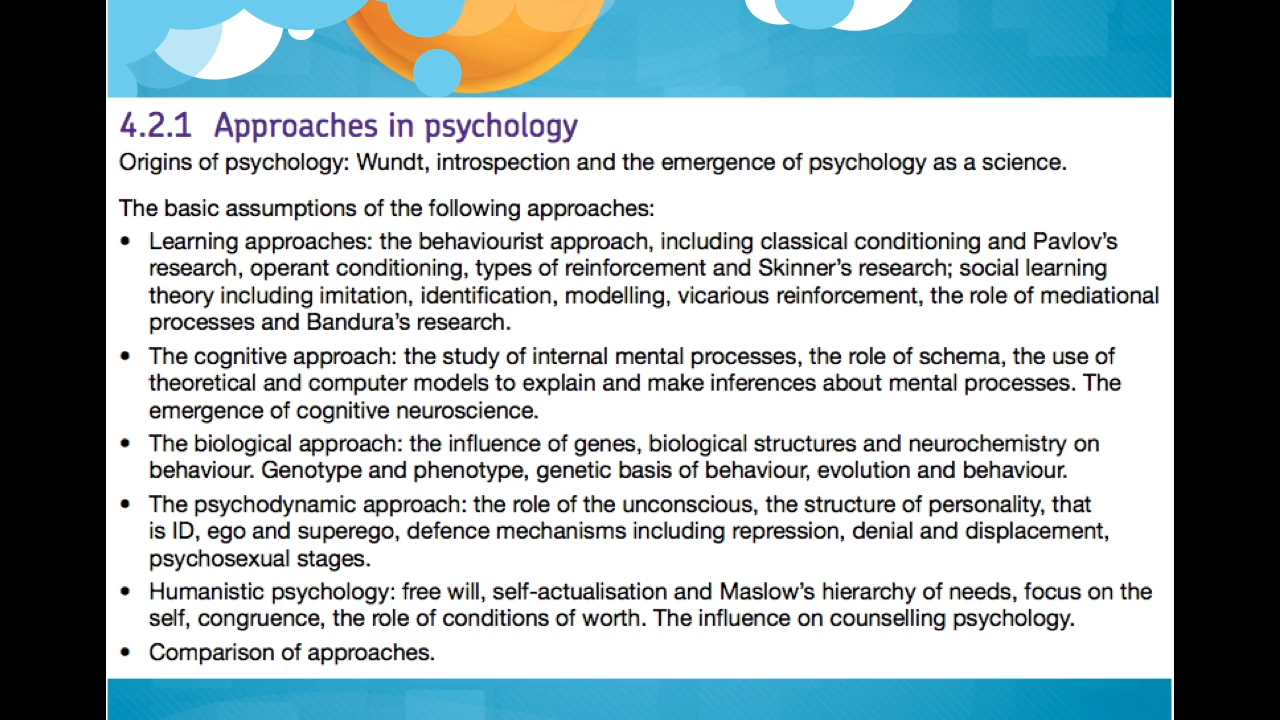 4.2.1 Approaches in psychology
Origins of psychology: Wundt, introspection and the emergence of psychology as a science.
The basic assumptions of the following approaches:
• Learning approaches: the behaviourist approach, including classical conditioning and Pavlov's
research, operant conditioning, types of reinforcement and Skinner's research; social learning
theory including imitation, identification, modelling, vicarious reinforcement, the role of mediational
processes and Bandura's research.
• The cognitive approach: the study of internal mental processes, the role of schema, the use of
theoretical and computer models to explain and make inferences about mental processes. The
emergence of cognitive neuroscience.
• The biological approach: the influence of genes, biological structures and neurochemistry on
behaviour. Genotype and phenotype, genetic basis of behaviour, evolution and behaviour.
• The psychodynamic approach: the role of the unconscious, the structure of personality, that
is ID, ego and superego, defence mechanisms including repression, denial and displacement,
psychosexual stages.
• Humanistic psychology: free will, self-actualisation and Maslow's hierarchy of needs, focus on the
self, congruence, the role of conditions of worth. The influence on counselling psychology.
• Comparison of approaches.